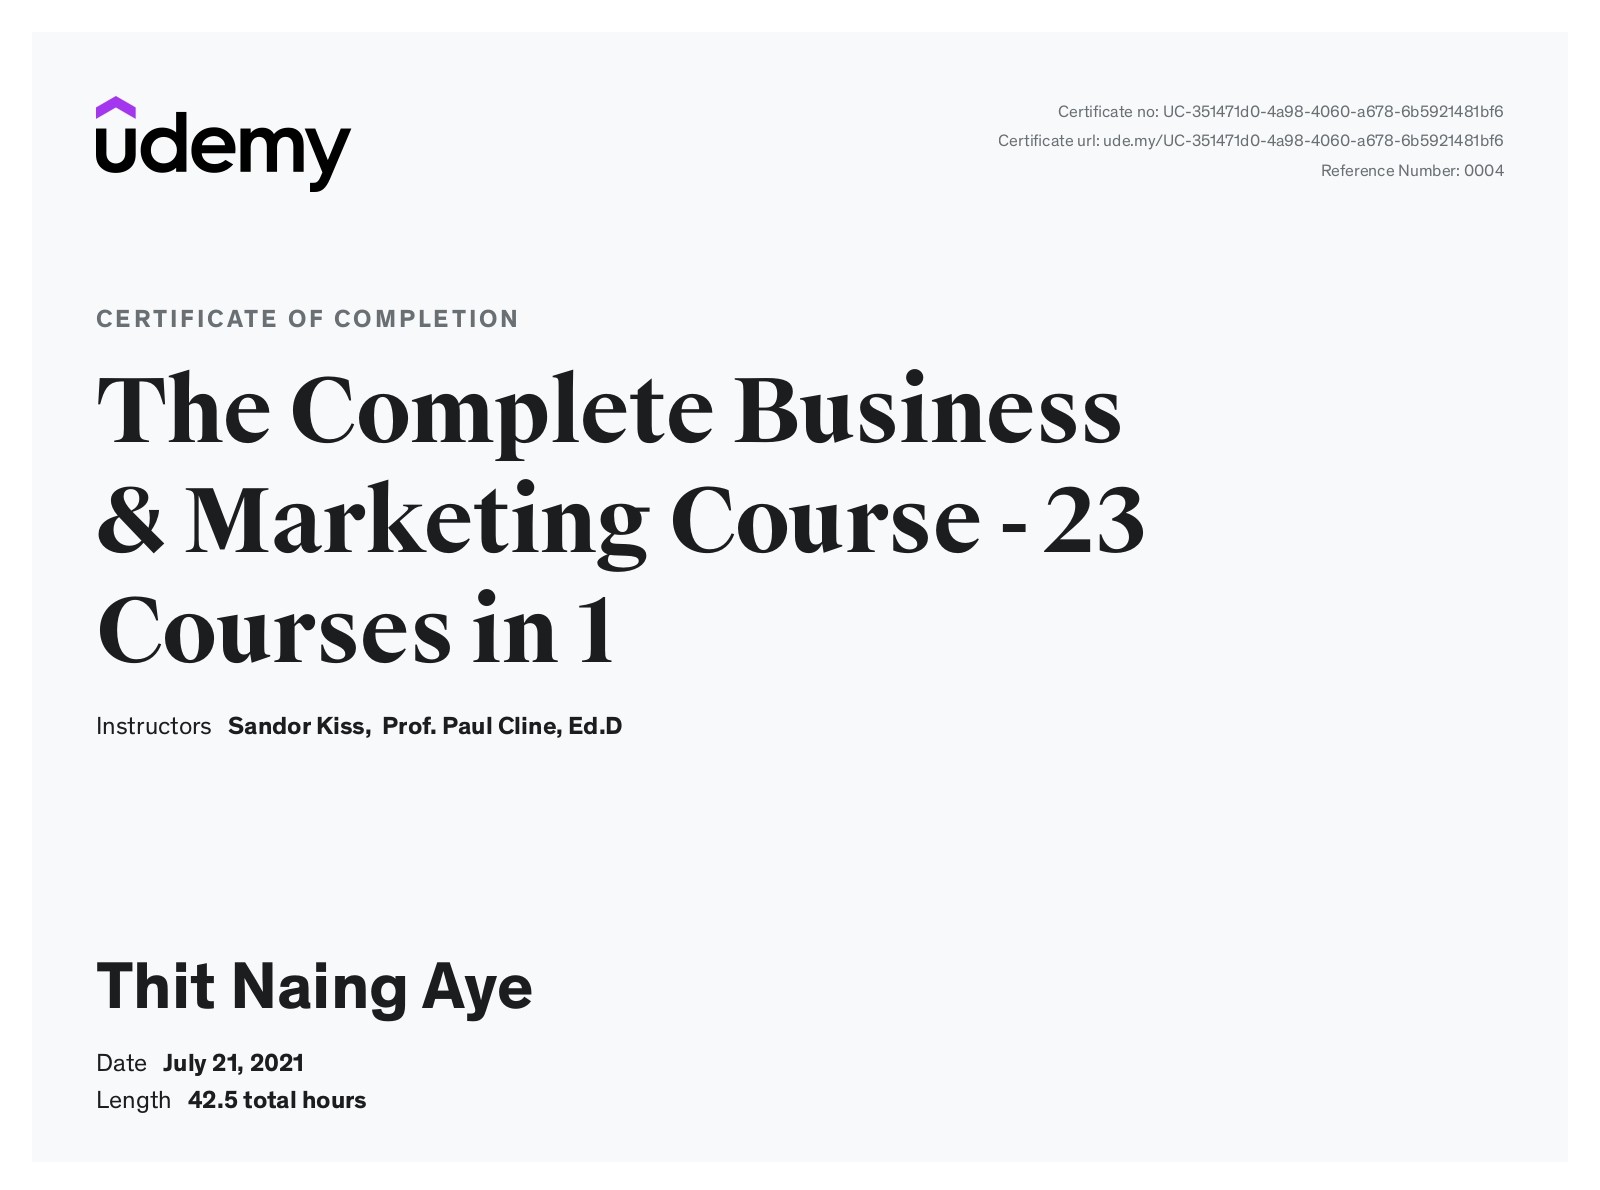 udemy
Certificate no: UC-351471d0-4a98-4060-a678-6b5921481bf6
Certificate url: ude.my/UC-351471d0-4a98-4060-a678-6b5921481bf6
Reference Number: 0004
CERTIFICATE OF COMPLETION
The Complete Business
& Marketing Course - 23
Courses in 1
Instructors Sandor Kiss, Prof. Paul Cline, Ed.D
Thit Naing Aye
Date July 21, 2021
Length 42.5 total hours